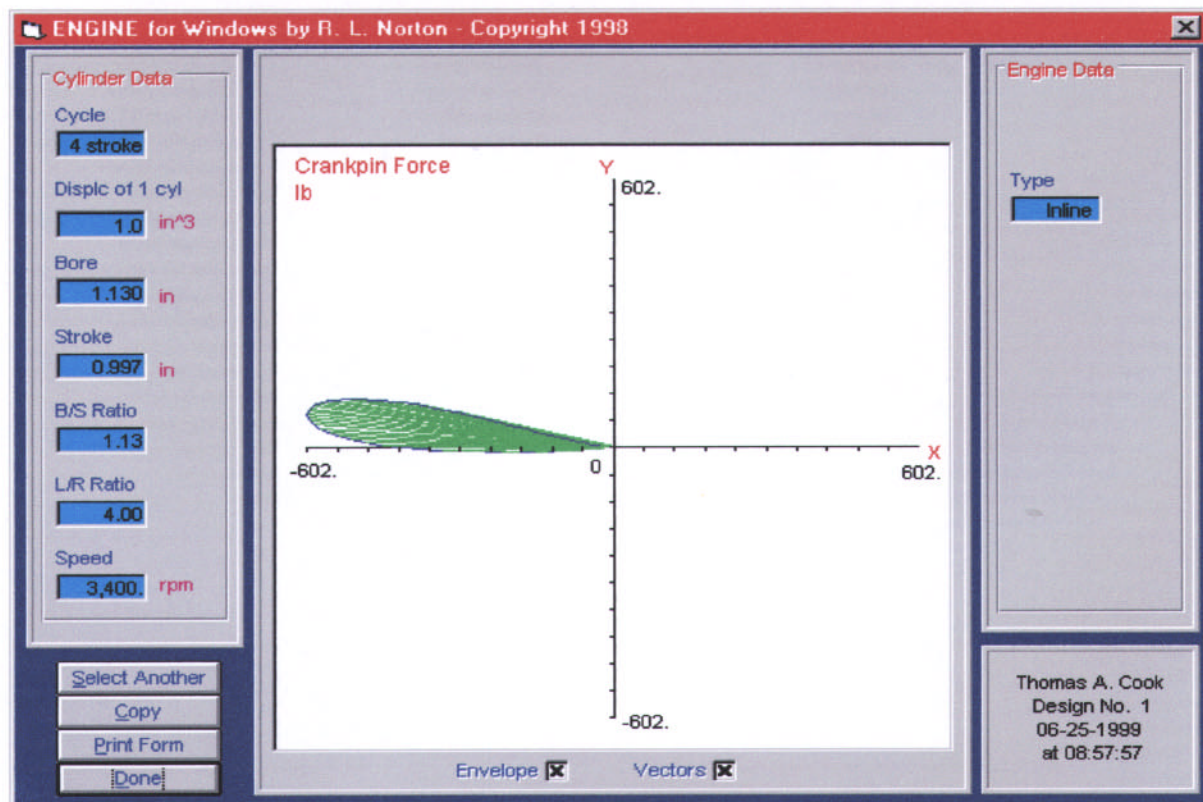 ENGINE for Windows by R. L. Norton - Copyright 1998
Cylinder Data
Cycle
4 stroke
Displc of 1 cyl
1.0 in^3
Bore
1.130 in
Stroke
0.997 in
B/S Ratio
1.13
L/R Ratio
4.00
Speed
3,400. rpm
Select Another
Copy
Print Form
Done
Crankpin Force
lb
Y
602.
-602.
0
X
602.
-602.
Envelope
Vectors
Engine Data
Type
Inline
Thomas A. Cook
Design No. 1
06-25-1999
at 08:57:57